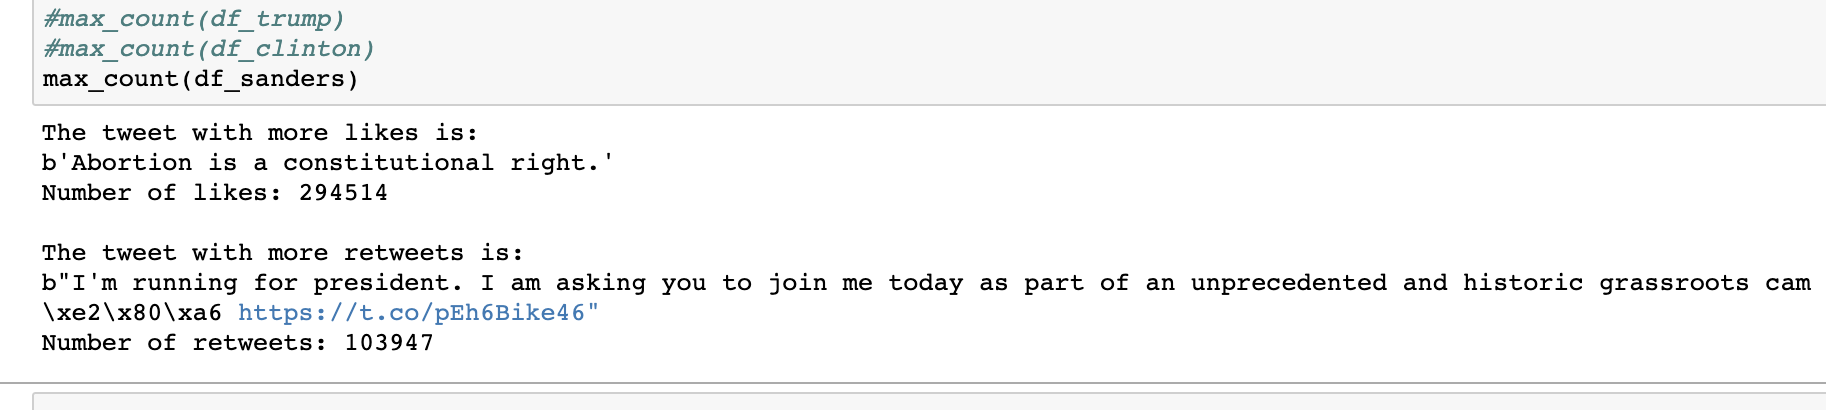 #max_count(df_trump)
#max_count(df_clinton)
max_count(df_sanders)
The tweet with more likes is:
b'Abortion is a constitutional right.'
Number of likes: 294514
The tweet with more retweets is:
b"I'm running for president. I am asking you to join me today as part of an unprecedented and historic grassroots cam
\xe2\x80\xa6 https://t.co/pEh6Bike46"
Number of retweets: 103947